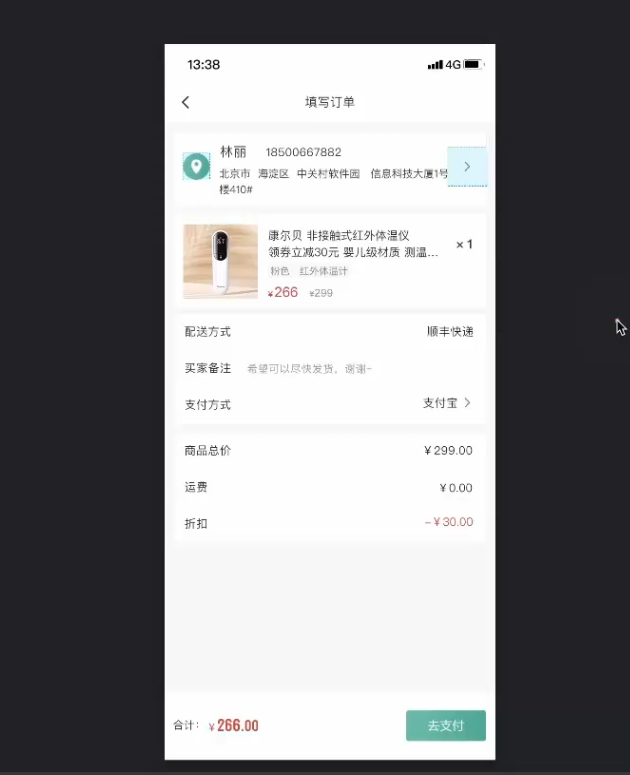 13:38
4G
填写订单
林丽 18500667882
北京市 海淀区 中关村软件园 信息科技大厦1号
楼410#
康尔贝 非接触式红外体温仪
领券立减30元 婴儿级材质 测温...
× 1
粉色 红外体温计
¥266 ¥299
配送方式 顺丰快递
买家备注 希望可以尽快发货，谢谢~
支付方式 支付宝
商品总价 ¥299.00
运费 ¥0.00
折扣 -¥30.00
合计： ¥266.00
去支付